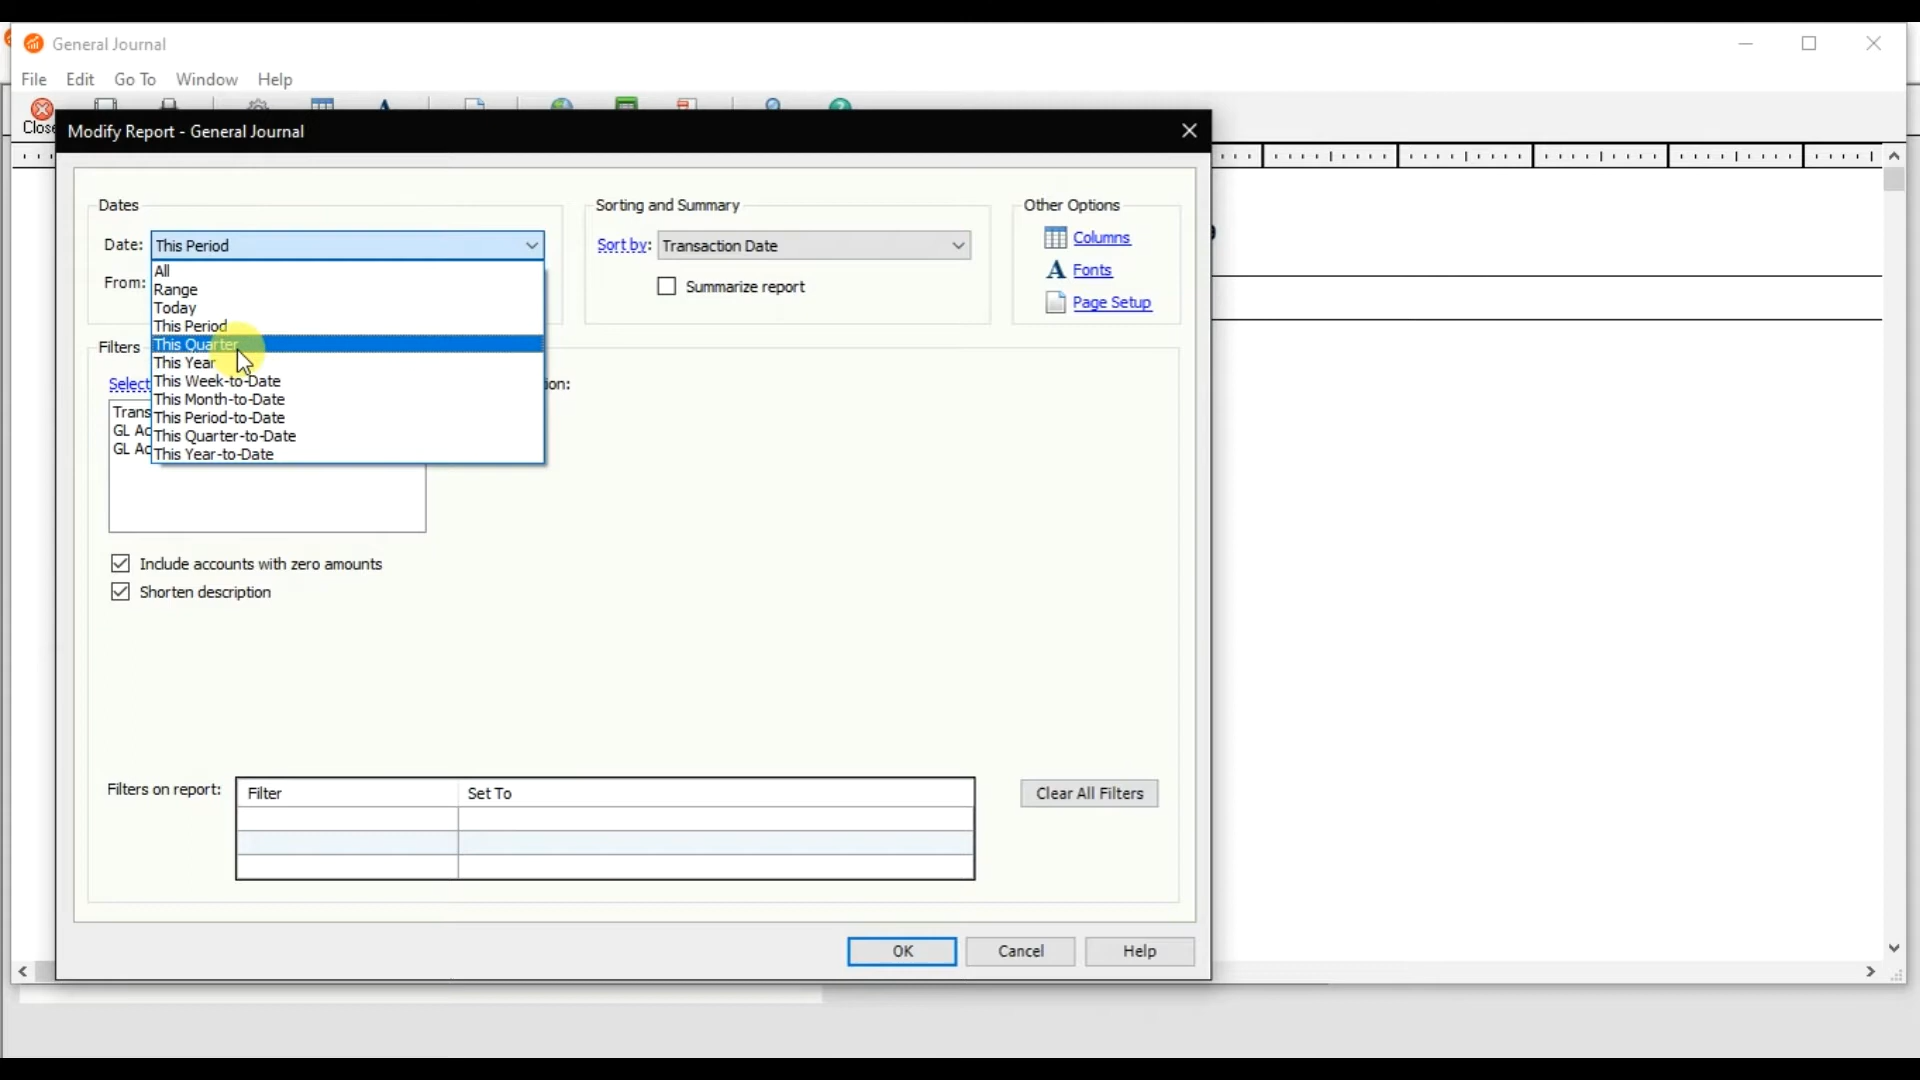 General Journal
File Edit Go To Window Help
Close
Modify Report - General Journal
Dates
Date: This Period
From:
All
Range
Today
This Period
This Quarter
This Year
This Week-to-Date
This Month-to-Date
This Period-to-Date
This Quarter-to-Date
This Year-to-Date
Sorting and Summary
Sort by: Transaction Date
Summarize report
Other Options
Columns
Fonts
Page Setup
Filters
Select
Include accounts with zero amounts
Shorten description
Filters on report:
Filter Set To
Clear All Filters
OK Cancel Help